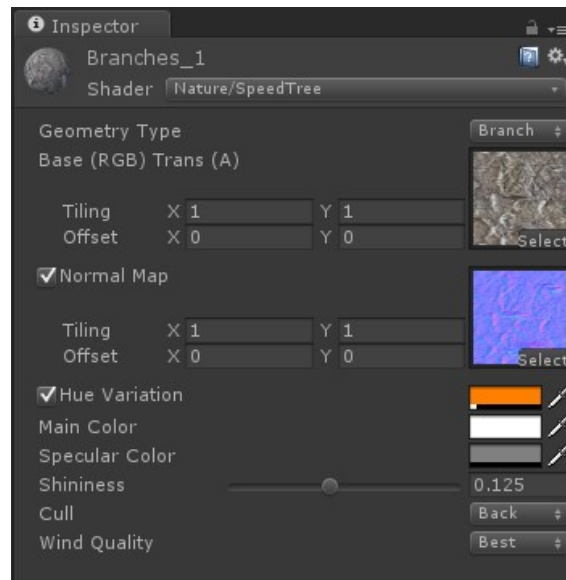 Inspector
Branches_1
Shader Nature/SpeedTree
Geometry Type Branch
Base (RGB) Trans (A)
Tiling X 1 Y 1
Offset X 0 Y 0
Select
Normal Map
Tiling X 1 Y 1
Offset X 0 Y 0
Select
Hue Variation
Main Color
Specular Color
Shininess 0.125
Cull Back
Wind Quality Best